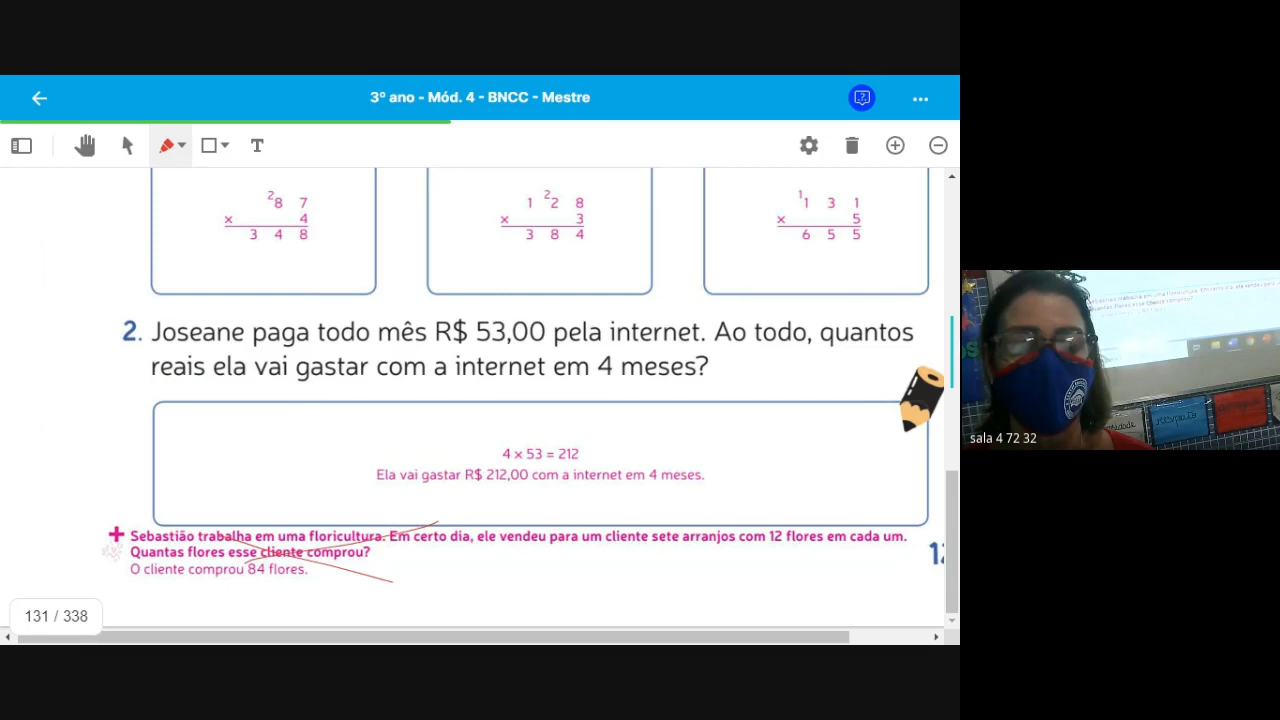 3º ano - Mód. 4 - BNCC - Mestre
T
²8 7
× 4
3 4 8
1 ²2 8
× 3
3 8 4
¹1 3 1
× 5
6 5 5
2. Joseane paga todo mês R$ 53,00 pela internet. Ao todo, quantos
reais ela vai gastar com a internet em 4 meses?
4 × 53 = 212
Ela vai gastar R$ 212,00 com a internet em 4 meses.
+ Sebastião trabalha em uma floricultura. Em certo dia, ele vendeu para um cliente sete arranjos com 12 flores em cada um.
Quantas flores esse cliente comprou?
O cliente comprou 84 flores.
131 / 338
sala 4 72 32